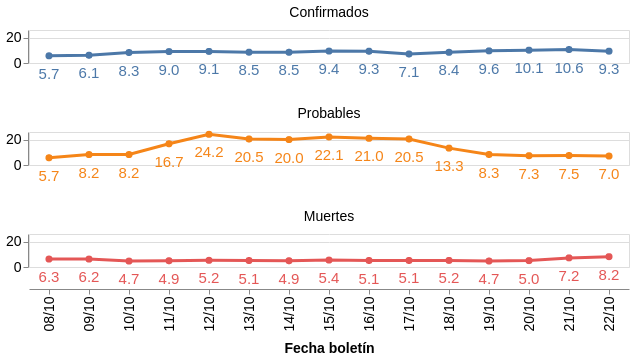 Confirmados
20
0
5.7 6.1 8.3 9.0 9.1 8.5 8.5 9.4 9.3 7.1 8.4 9.6 10.1 10.6 9.3
Probables
20
0
5.7 8.2 8.2 16.7 24.2 20.5 20.0 22.1 21.0 20.5 13.3 8.3 7.3 7.5 7.0
Muertes
20
0
6.3 6.2 4.7 4.9 5.2 5.1 4.9 5.4 5.1 5.1 5.2 4.7 5.0 7.2 8.2
08/10 09/10 10/10 11/10 12/10 13/10 14/10 15/10 16/10 17/10 18/10 19/10 20/10 21/10 22/10
Fecha boletín